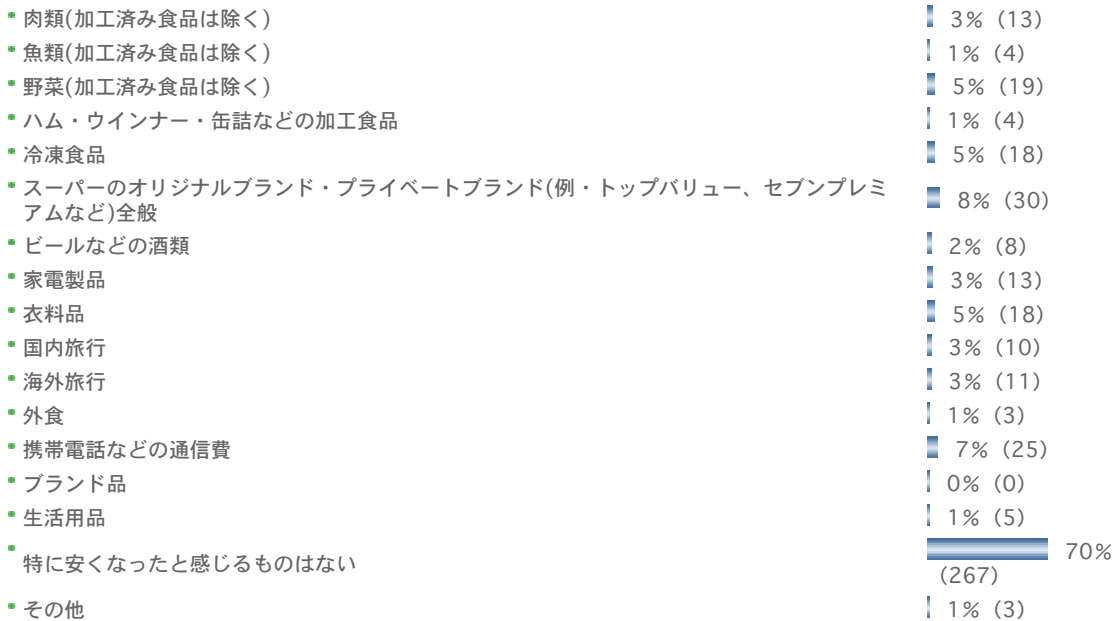 肉類(加工済み食品は除く) 3% (13)
魚類(加工済み食品は除く) 1% (4)
野菜(加工済み食品は除く) 5% (19)
ハム・ウインナー・缶詰などの加工食品 1% (4)
冷凍食品 5% (18)
スーパーのオリジナルブランド・プライベートブランド(例・トップバリュー、セブンプレミ
アムなど)全般 8% (30)
ビールなどの酒類 2% (8)
家電製品 3% (13)
衣料品 5% (18)
国内旅行 3% (10)
海外旅行 3% (11)
外食 1% (3)
携帯電話などの通信費 7% (25)
ブランド品 0% (0)
生活用品 1% (5)
特に安くなったと感じるものはない 70%
(267)
その他 1% (3)